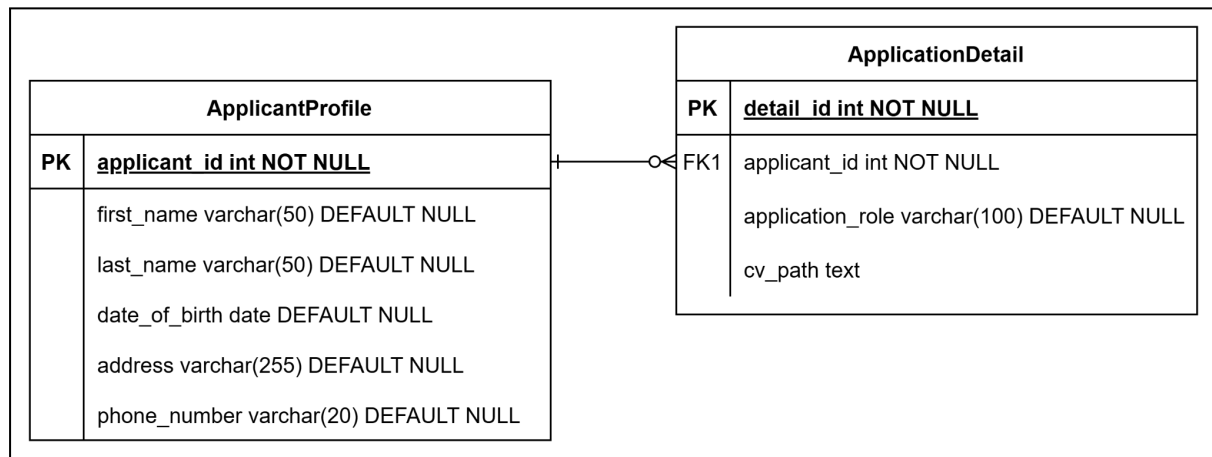 ApplicantProfile
PK applicant_id int NOT NULL
first_name varchar(50) DEFAULT NULL
last_name varchar(50) DEFAULT NULL
date_of_birth date DEFAULT NULL
address varchar(255) DEFAULT NULL
phone_number varchar(20) DEFAULT NULL
ApplicationDetail
PK detail_id int NOT NULL
FK1 applicant_id int NOT NULL
application_role varchar(100) DEFAULT NULL
cv_path text